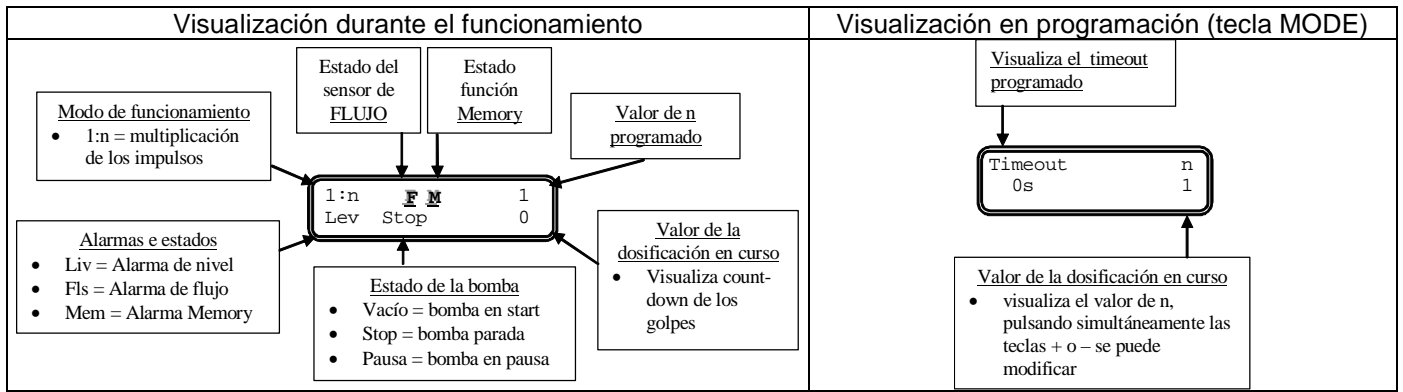 Visualización durante el funcionamiento
Visualización en programación (tecla MODE)
Estado del
sensor de
FLUJO
Estado
función
Memory
Modo de funcionamiento
• 1:n = multiplicación
de los impulsos
Valor de n
programado
1:n F M 1
Lev Stop 0
Alarmas e estados
• Liv = Alarma de nivel
• Fls = Alarma de flujo
• Mem = Alarma Memory
Estado de la bomba
• Vacío = bomba en start
• Stop = bomba parada
• Pausa = bomba en pausa
Valor de la
dosificación en curso
• Visualiza count-
down de los
golpes
Visualiza el timeout
programado
Timeout n
0s 1
Valor de la dosificación en curso
• visualiza el valor de n,
pulsando simultáneamente las
teclas + o – se puede
modificar